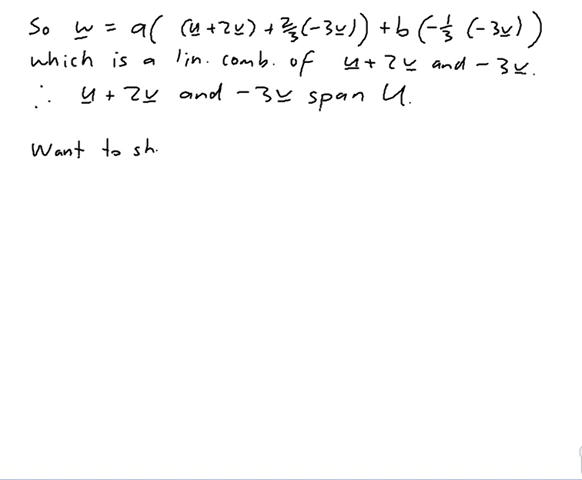 So w = a( (u+2v) + 2/3(-3v)) + b(-1/3 (-3v))
which is a lin. comb. of u+2v and -3v.
∴ u + 2v and -3v span U.
Want to sh.